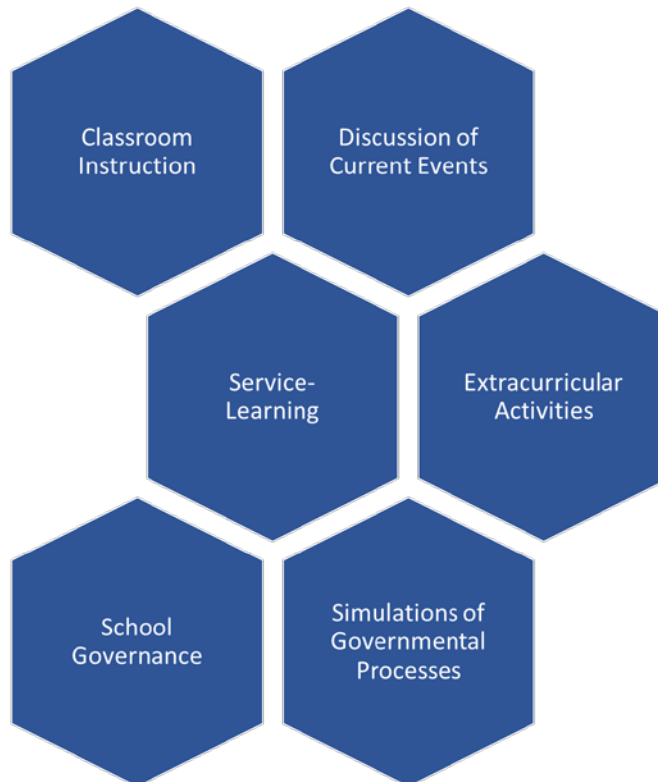 Classroom
Instruction
Discussion of
Current Events
Service-
Learning
Extracurricular
Activities
School
Governance
Simulations of
Governmental
Processes